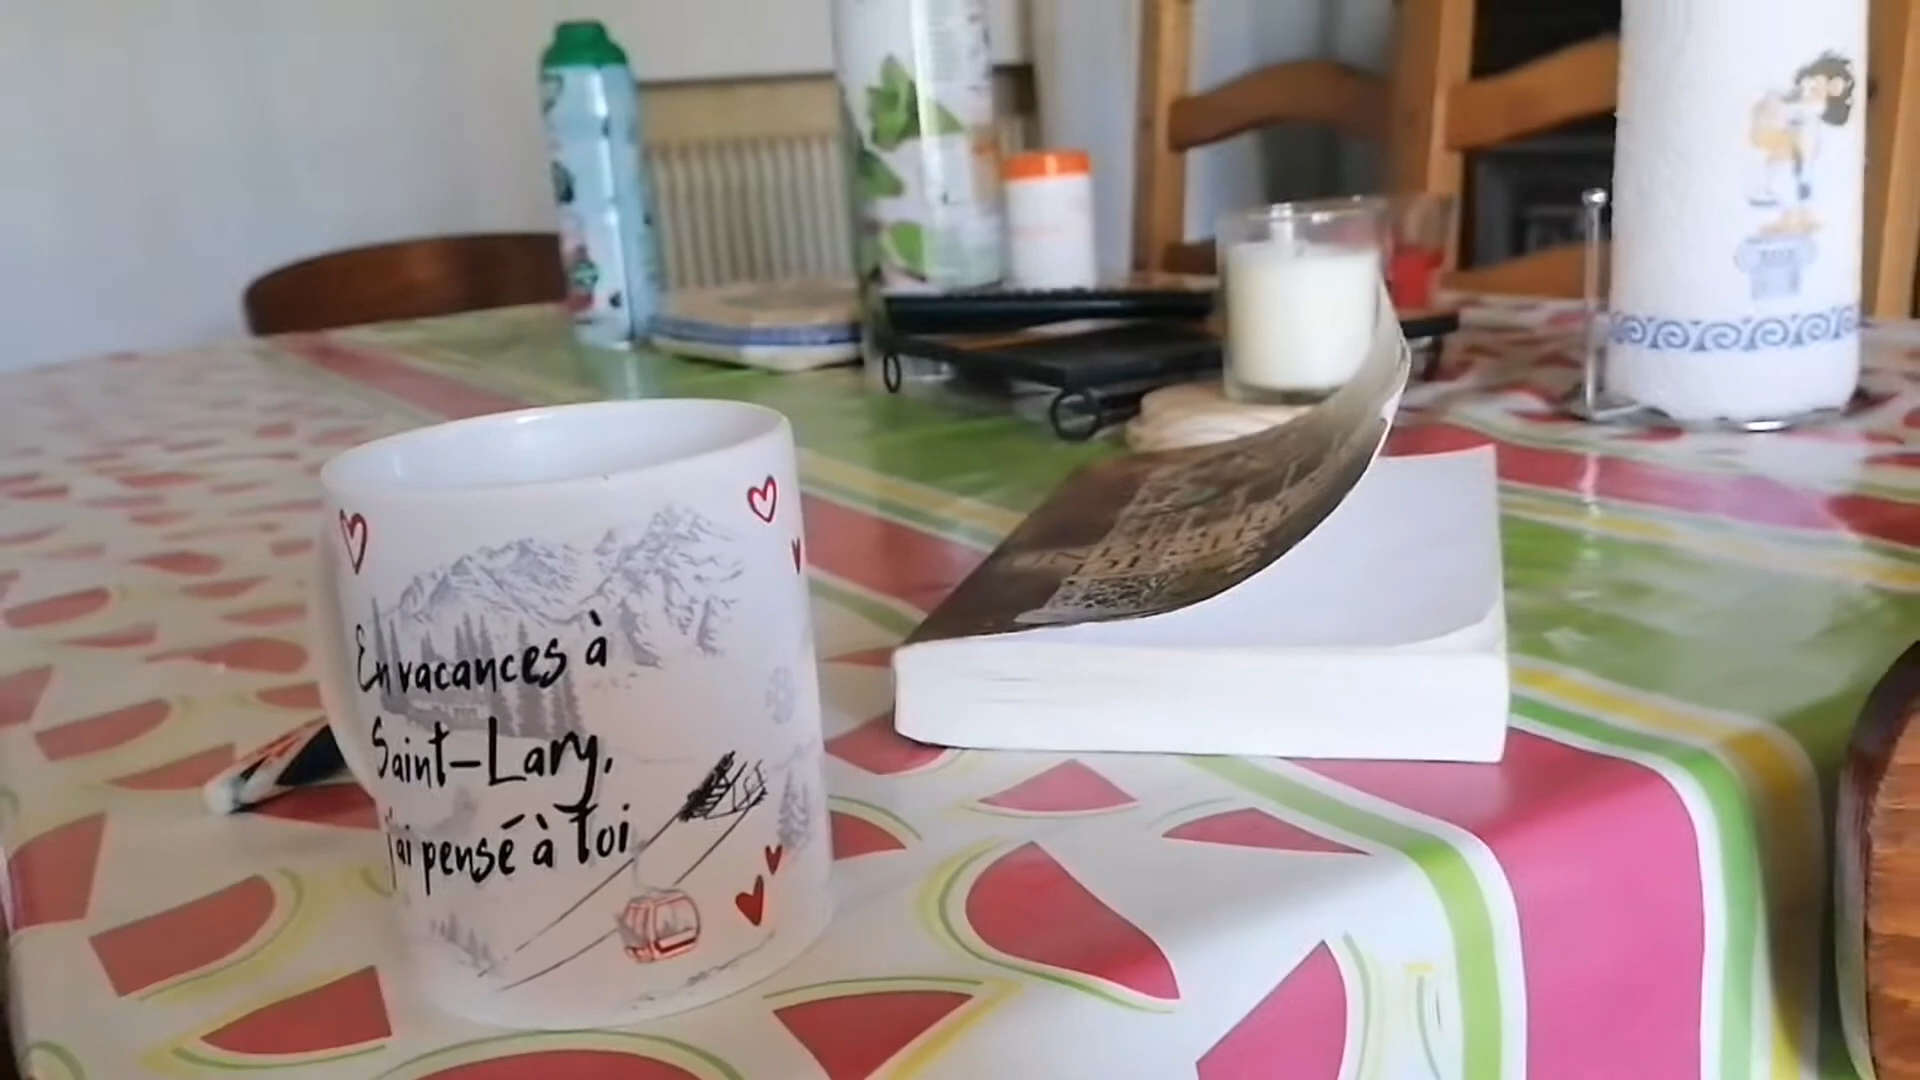 En vacances à
Saint-Lary,
j'ai pensé à toi